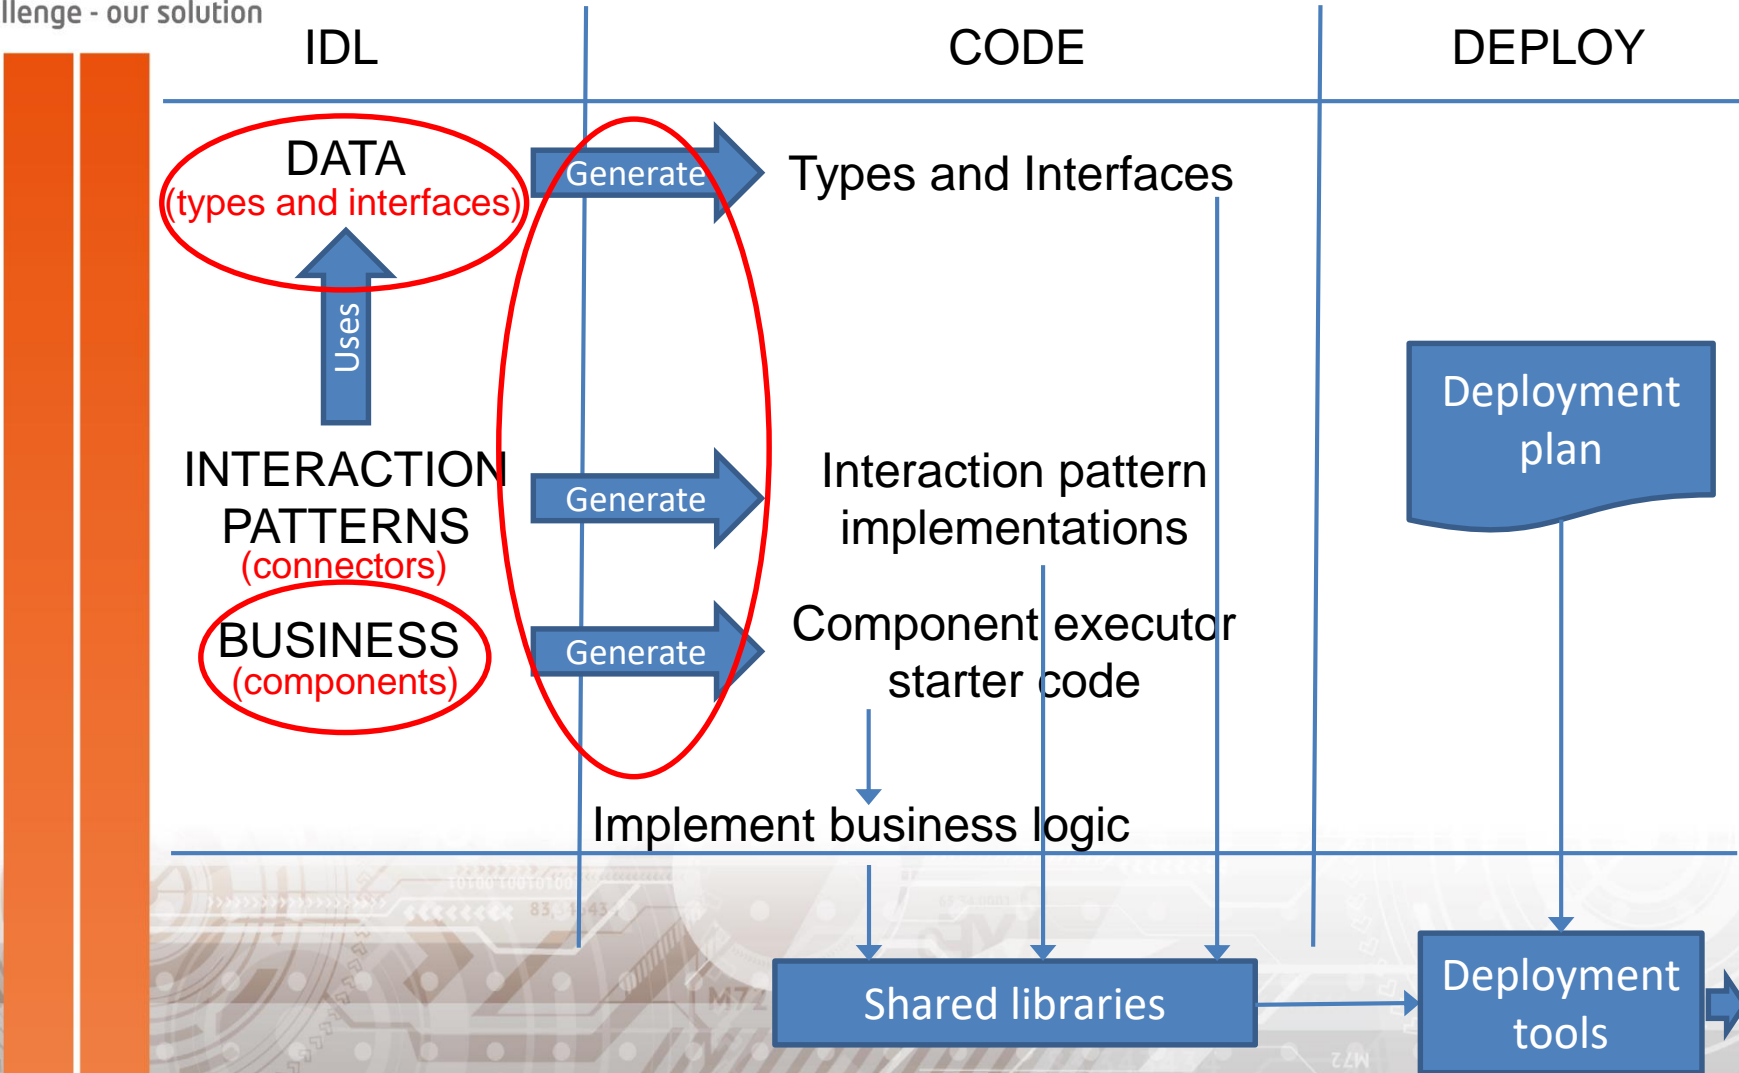 llenge - our solution
IDL
CODE
DEPLOY
DATA
(types and interfaces)
Generate
Types and Interfaces
Uses
Deployment
plan
INTERACTION
PATTERNS
(connectors)
Generate
Interaction pattern
implementations
BUSINESS
(components)
Generate
Component executor
starter code
Implement business logic
Shared libraries
Deployment
tools
M72
M72